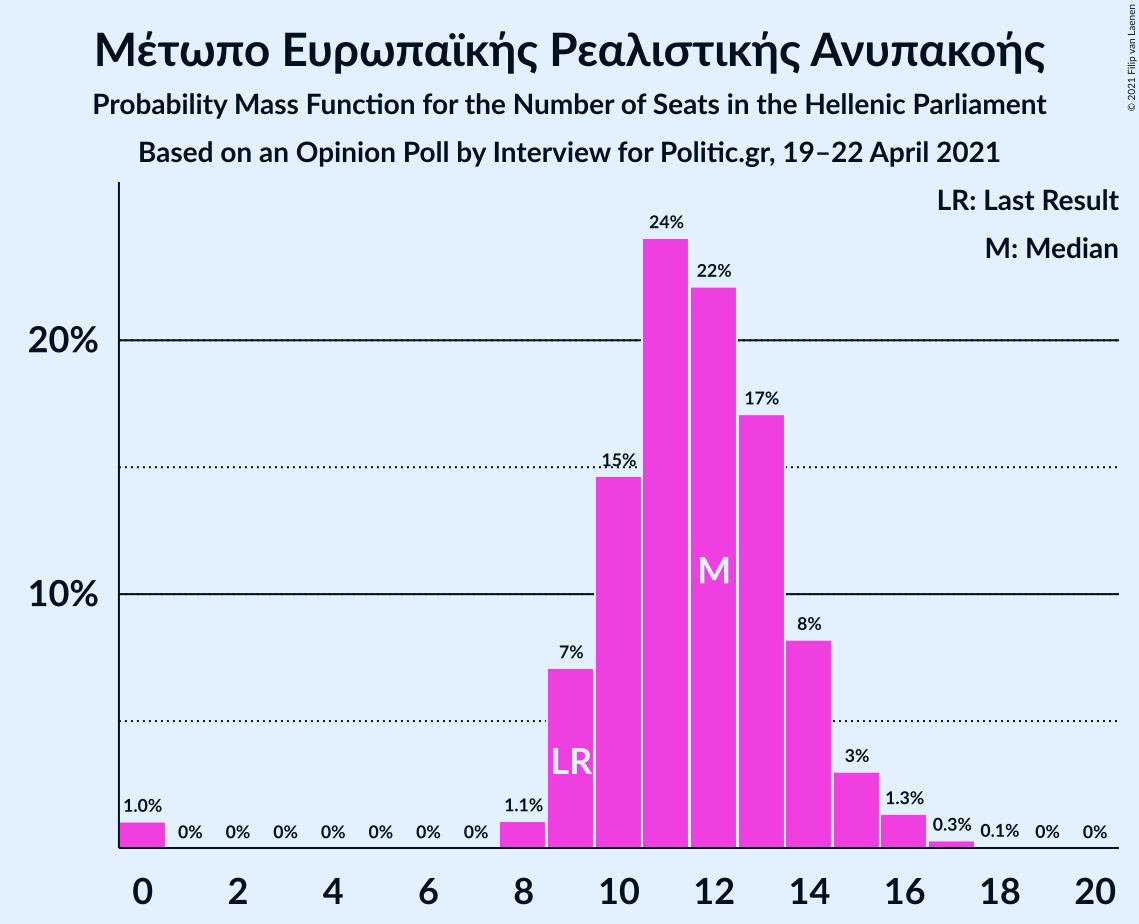 Μέτωπο Ευρωπαϊκής Ρεαλιστικής Ανυπακοής
Probability Mass Function for the Number of Seats in the Hellenic Parliament
Based on an Opinion Poll by Interview for Politic.gr, 19–22 April 2021
© 2021 Filip van Laenen
LR: Last Result
M: Median
24%
22%
20%
17%
15%
M
10%
8%
7%
LR
3%
1.0%
0%
0%
0%
0%
0%
0%
0%
1.1%
1.3%
0.3%
0.1%
0%
0%
0 2 4 6 8 10 12 14 16 18 20